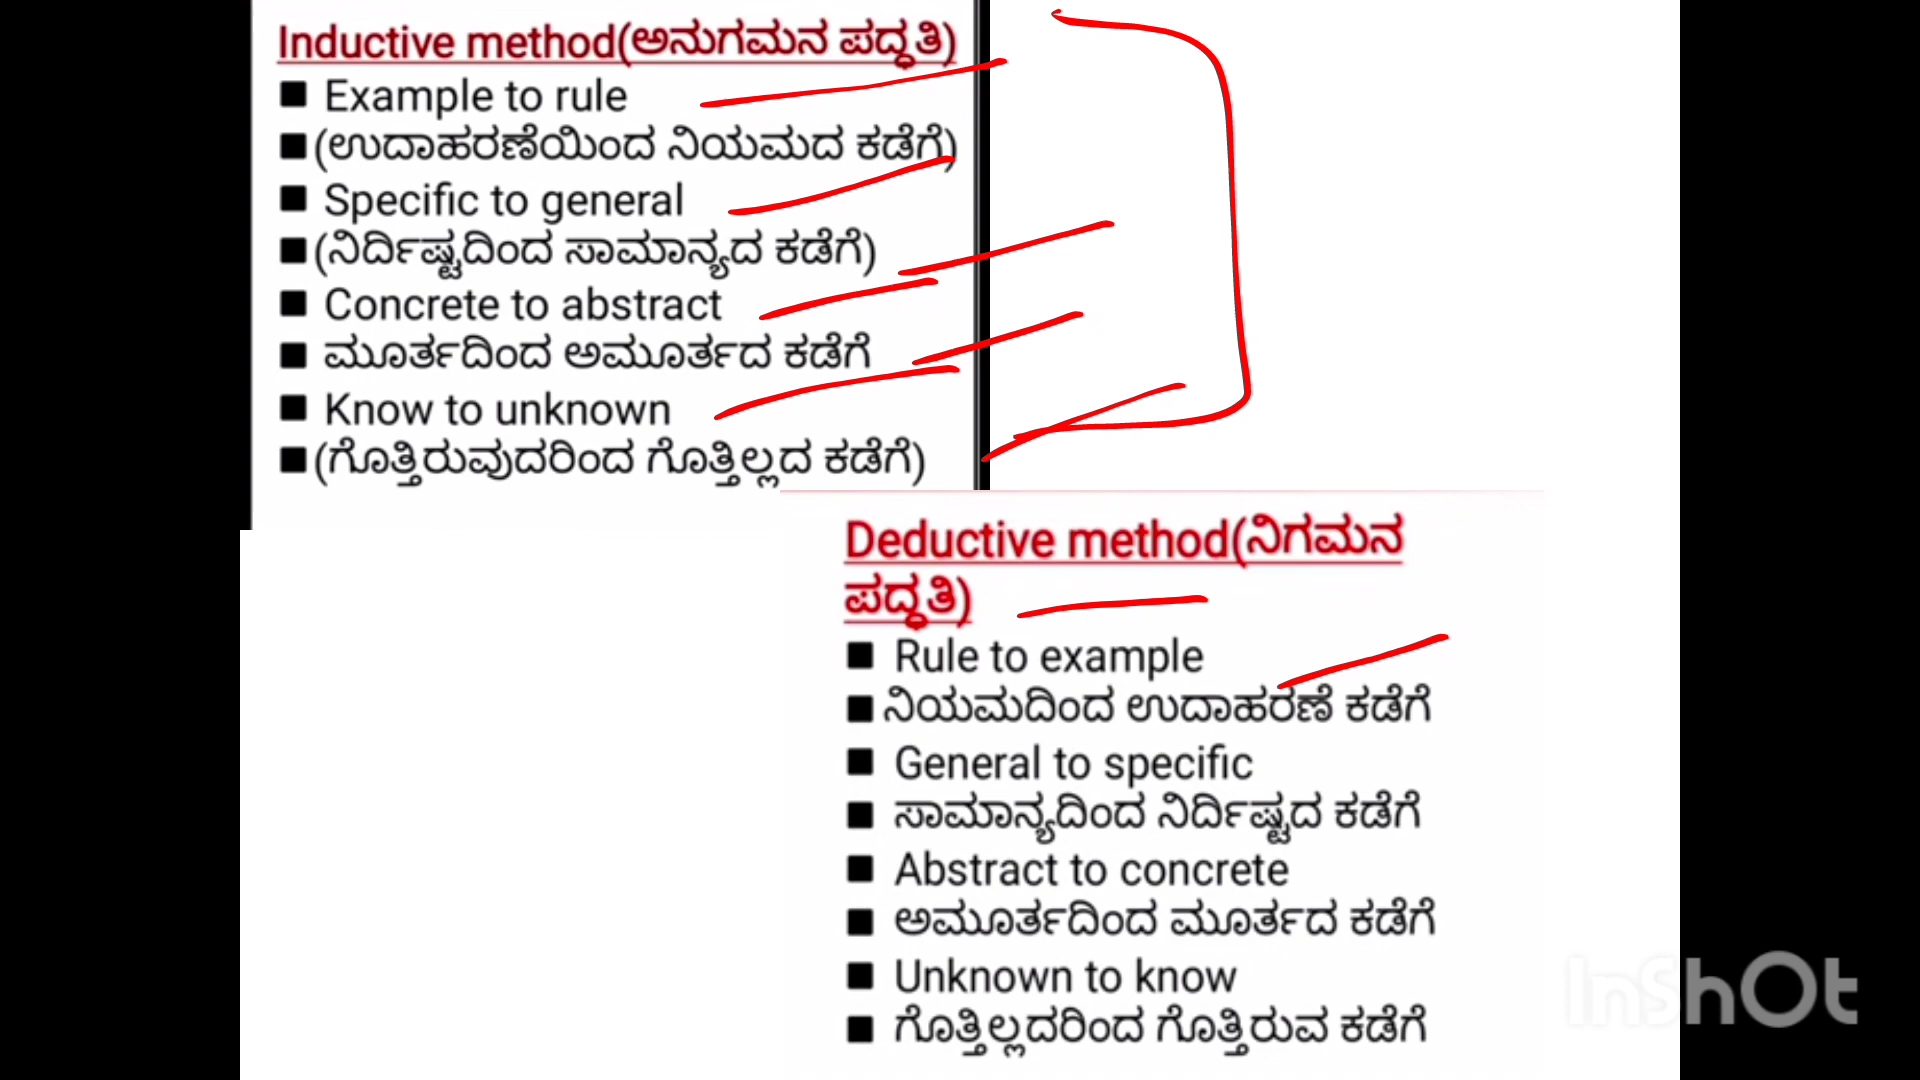 Inductive method(ಅನುಗಮನ ಪದ್ಧತಿ)
■ Example to rule
■ (ಉದಾಹರಣೆಯಿಂದ ನಿಯಮದ ಕಡೆಗೆ)
■ Specific to general
■ (ನಿರ್ದಿಷ್ಟದಿಂದ ಸಾಮಾನ್ಯದ ಕಡೆಗೆ)
■ Concrete to abstract
■ ಮೂರ್ತದಿಂದ ಅಮೂರ್ತದ ಕಡೆಗೆ
■ Know to unknown
■ (ಗೊತ್ತಿರುವುದರಿಂದ ಗೊತ್ತಿಲ್ಲದ ಕಡೆಗೆ)
Deductive method(ನಿಗಮನ
ಪದ್ಧತಿ)
■ Rule to example
■ ನಿಯಮದಿಂದ ಉದಾಹರಣೆ ಕಡೆಗೆ
■ General to specific
■ ಸಾಮಾನ್ಯದಿಂದ ನಿರ್ದಿಷ್ಟದ ಕಡೆಗೆ
■ Abstract to concrete
■ ಅಮೂರ್ತದಿಂದ ಮೂರ್ತದ ಕಡೆಗೆ
■ Unknown to know
■ ಗೊತ್ತಿಲ್ಲದರಿಂದ ಗೊತ್ತಿರುವ ಕಡೆಗೆ
InShOt